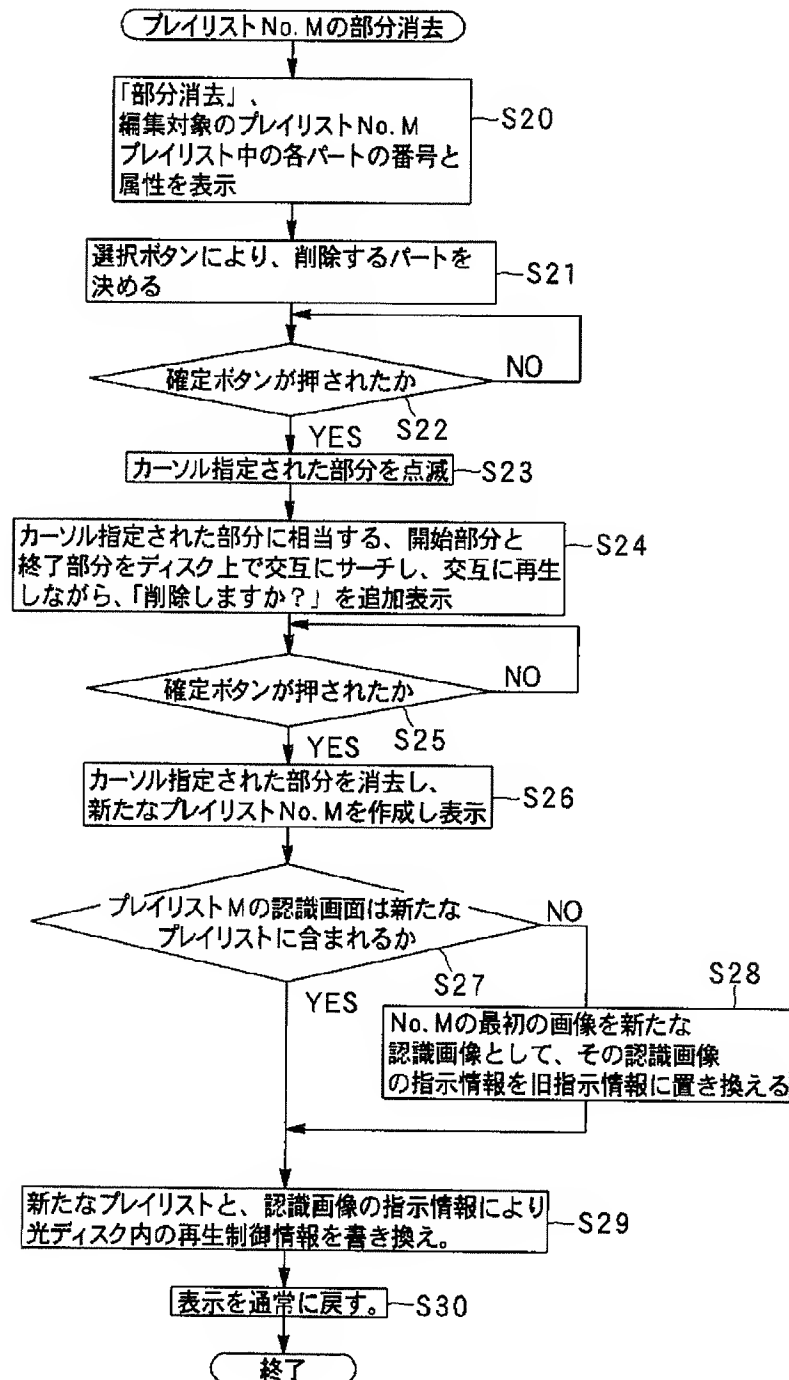 プレイリストNo.Mの部分消去
「部分消去」、
編集対象のプレイリストNo.M
プレイリスト中の各パートの番号と
属性を表示
S20
選択ボタンにより、削除するパートを
決める
S21
確定ボタンが押されたか
NO
S22
YES
カーソル指定された部分を点滅
S23
カーソル指定された部分に相当する、開始部分と
終了部分をディスク上で交互にサーチし、交互に再生
しながら、「削除しますか?」を追加表示
S24
確定ボタンが押されたか
NO
S25
YES
カーソル指定された部分を消去し、
新たなプレイリストNo.Mを作成し表示
S26
プレイリストMの認識画面は新たな
プレイリストに含まれるか
NO
S27
YES
S28
No.Mの最初の画像を新たな
認識画像として、その認識画像
の指示情報を旧指示情報に置き換える
新たなプレイリストと、認識画像の指示情報により
光ディスク内の再生制御情報を書き換え。
S29
表示を通常に戻す。
S30
終了